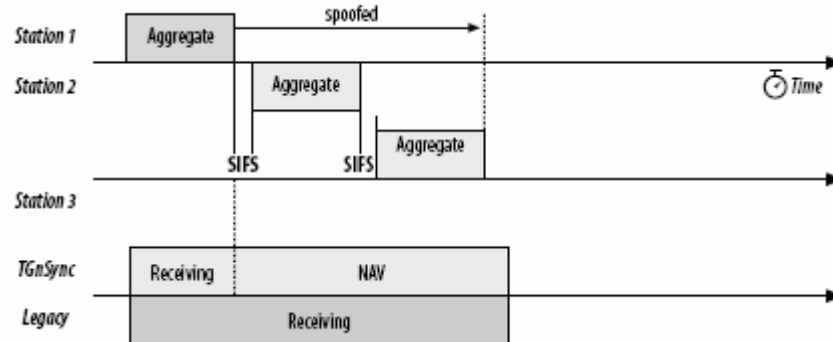 spoofed
Station 1
Aggregate
Station 2
Aggregate
Time
Aggregate
SIFS
SIFS
Station 3
TGnSync
Receiving
NAV
Legacy
Receiving